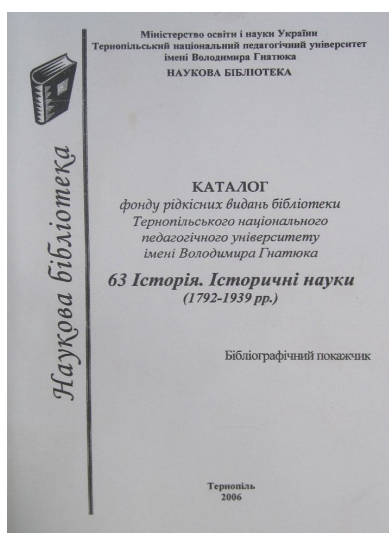 Міністерство освіти і науки України
Тернопільський національний педагогічний університет
імені Володимира Гнатюка
НАУКОВА БІБЛІОТЕКА
Наукова бібліотека
КАТАЛОГ
фонду рідкісних видань бібліотеки
Тернопільського національного
педагогічного університету
імені Володимира Гнатюка
63 Історія. Історичні науки
(1792-1939 рр.)
Бібліографічний покажчик
Тернопіль
2006